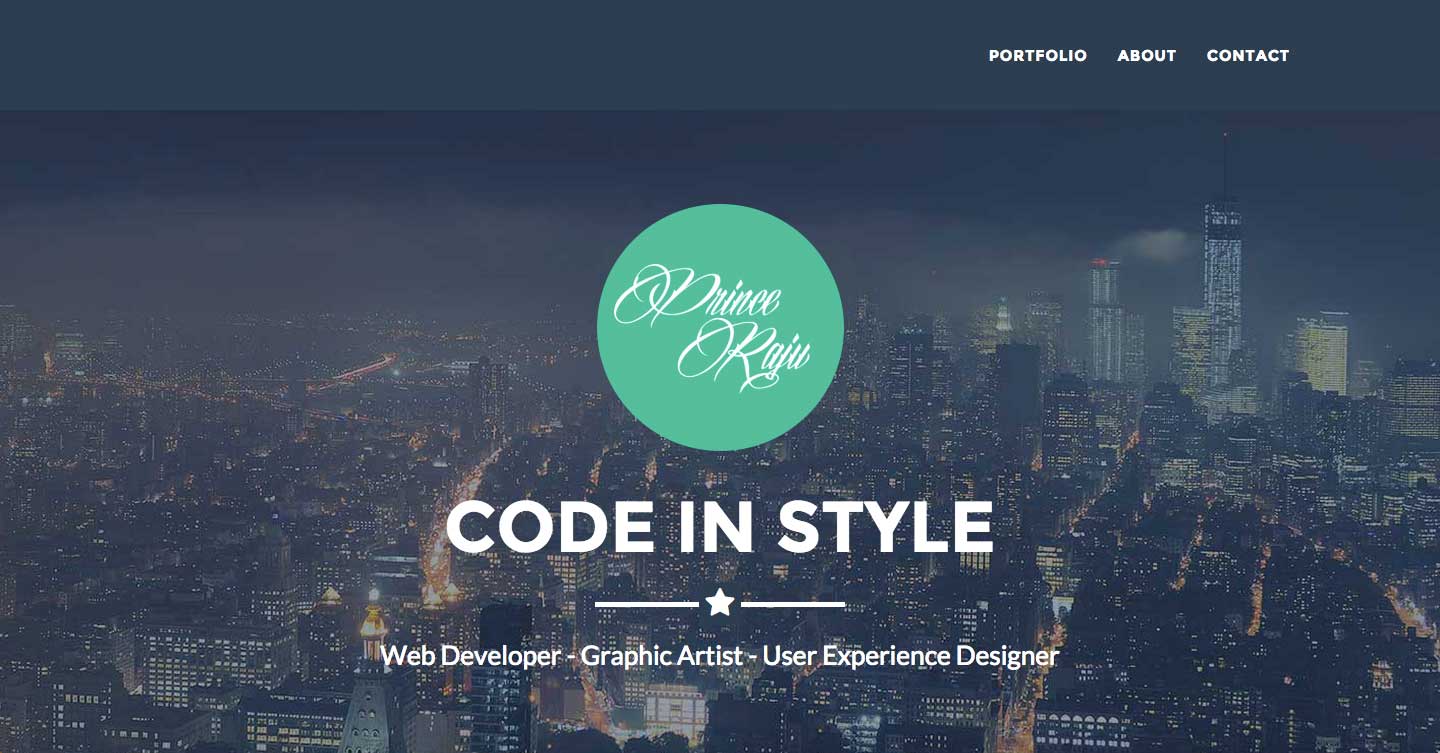 PORTFOLIO ABOUT CONTACT
Prince
Raju
CODE IN STYLE
Web Developer - Graphic Artist - User Experience Designer